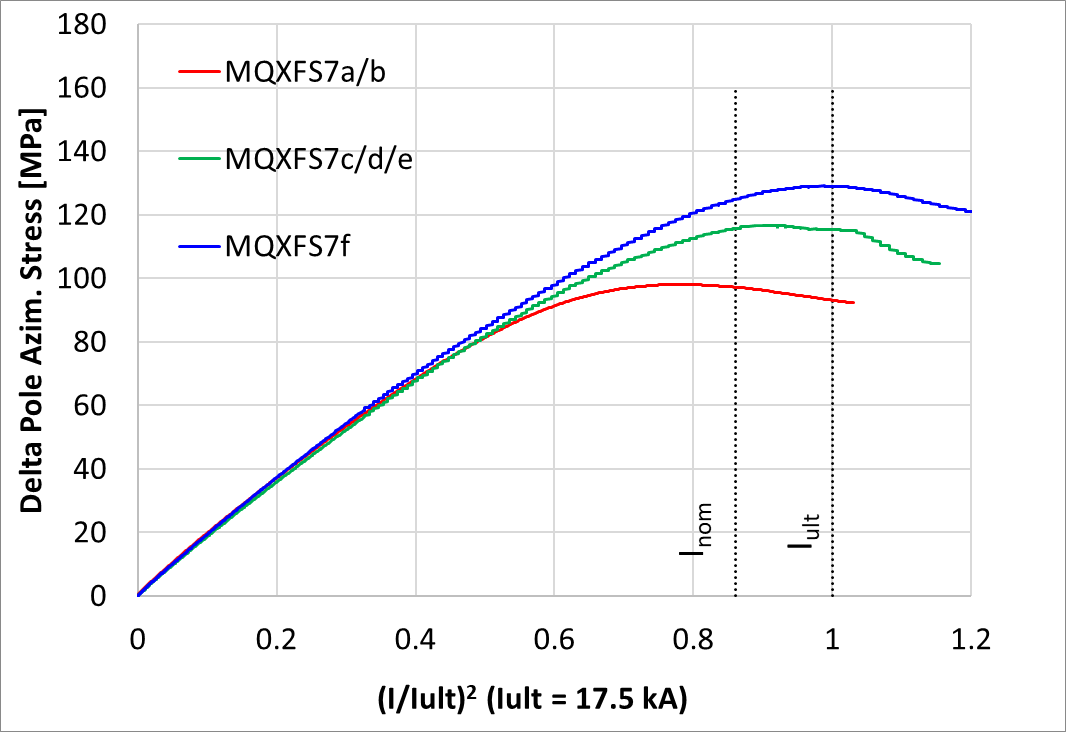 180
160
140
120
100
80
60
40
20
0
Delta Pole Azim. Stress [MPa]
MQXFS7a/b
MQXFS7c/d/e
MQXFS7f
Inom
Iult
0 0.2 0.4 0.6 0.8 1 1.2
(I/Iult)² (Iult = 17.5 kA)